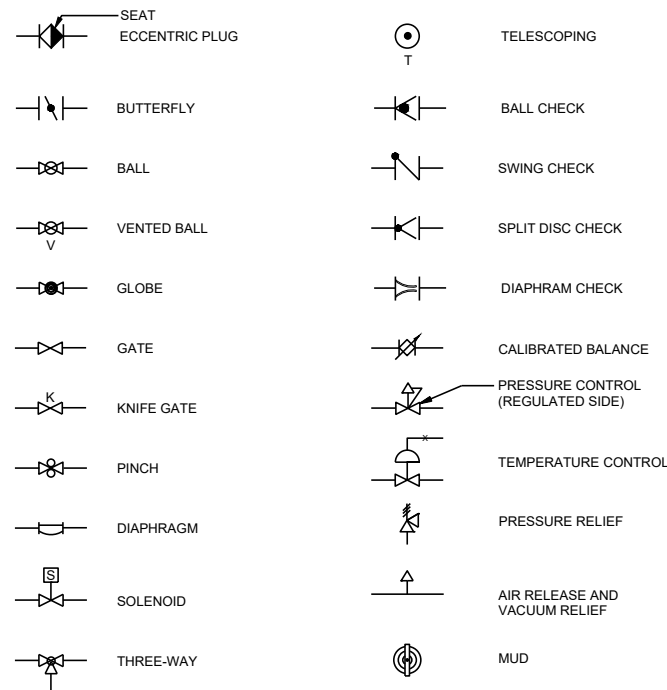 SEAT
ECCENTRIC PLUG
BUTTERFLY
BALL
VENTED BALL
V
GLOBE
GATE
K
KNIFE GATE
PINCH
DIAPHRAGM
S
SOLENOID
THREE-WAY
TELESCOPING
T
BALL CHECK
SWING CHECK
SPLIT DISC CHECK
DIAPHRAM CHECK
CALIBRATED BALANCE
PRESSURE CONTROL
(REGULATED SIDE)
x
TEMPERATURE CONTROL
PRESSURE RELIEF
AIR RELEASE AND
VACUUM RELIEF
MUD